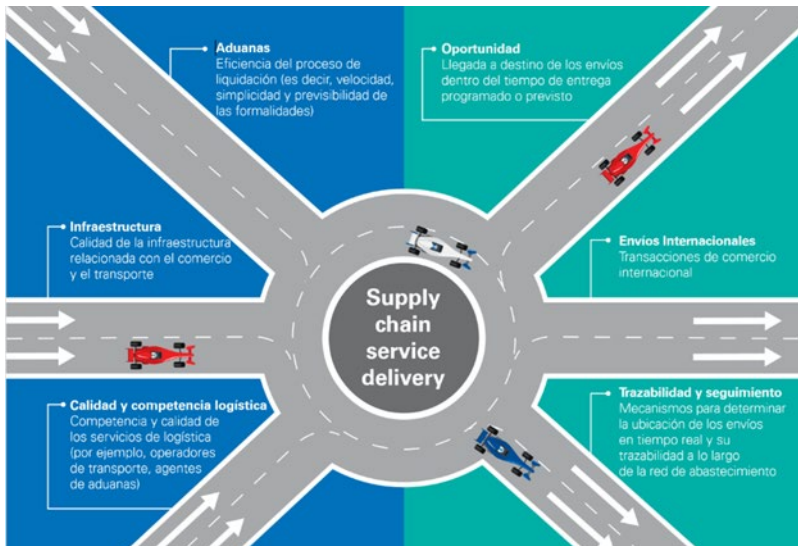 Aduanas
Eficiencia del proceso de
liquidación (es decir, velocidad,
simplicidad y previsibilidad de
las formalidades)
Oportunidad
Llegada a destino de los envíos
dentro del tiempo de entrega
programado o previsto
Infraestructura
Calidad de la infraestructura
relacionada con el comercio
y el transporte
Envíos Internacionales
Transacciones de comercio
internacional
Supply
chain
service
delivery
Calidad y competencia logística
Competencia y calidad de
los servicios de logística
(por ejemplo, operadores
de transporte, agentes
de aduanas)
Trazabilidad y seguimiento
Mecanismos para determinar
la ubicación de los envíos
en tiempo real y su
trazabilidad a lo largo
de la red de abastecimiento